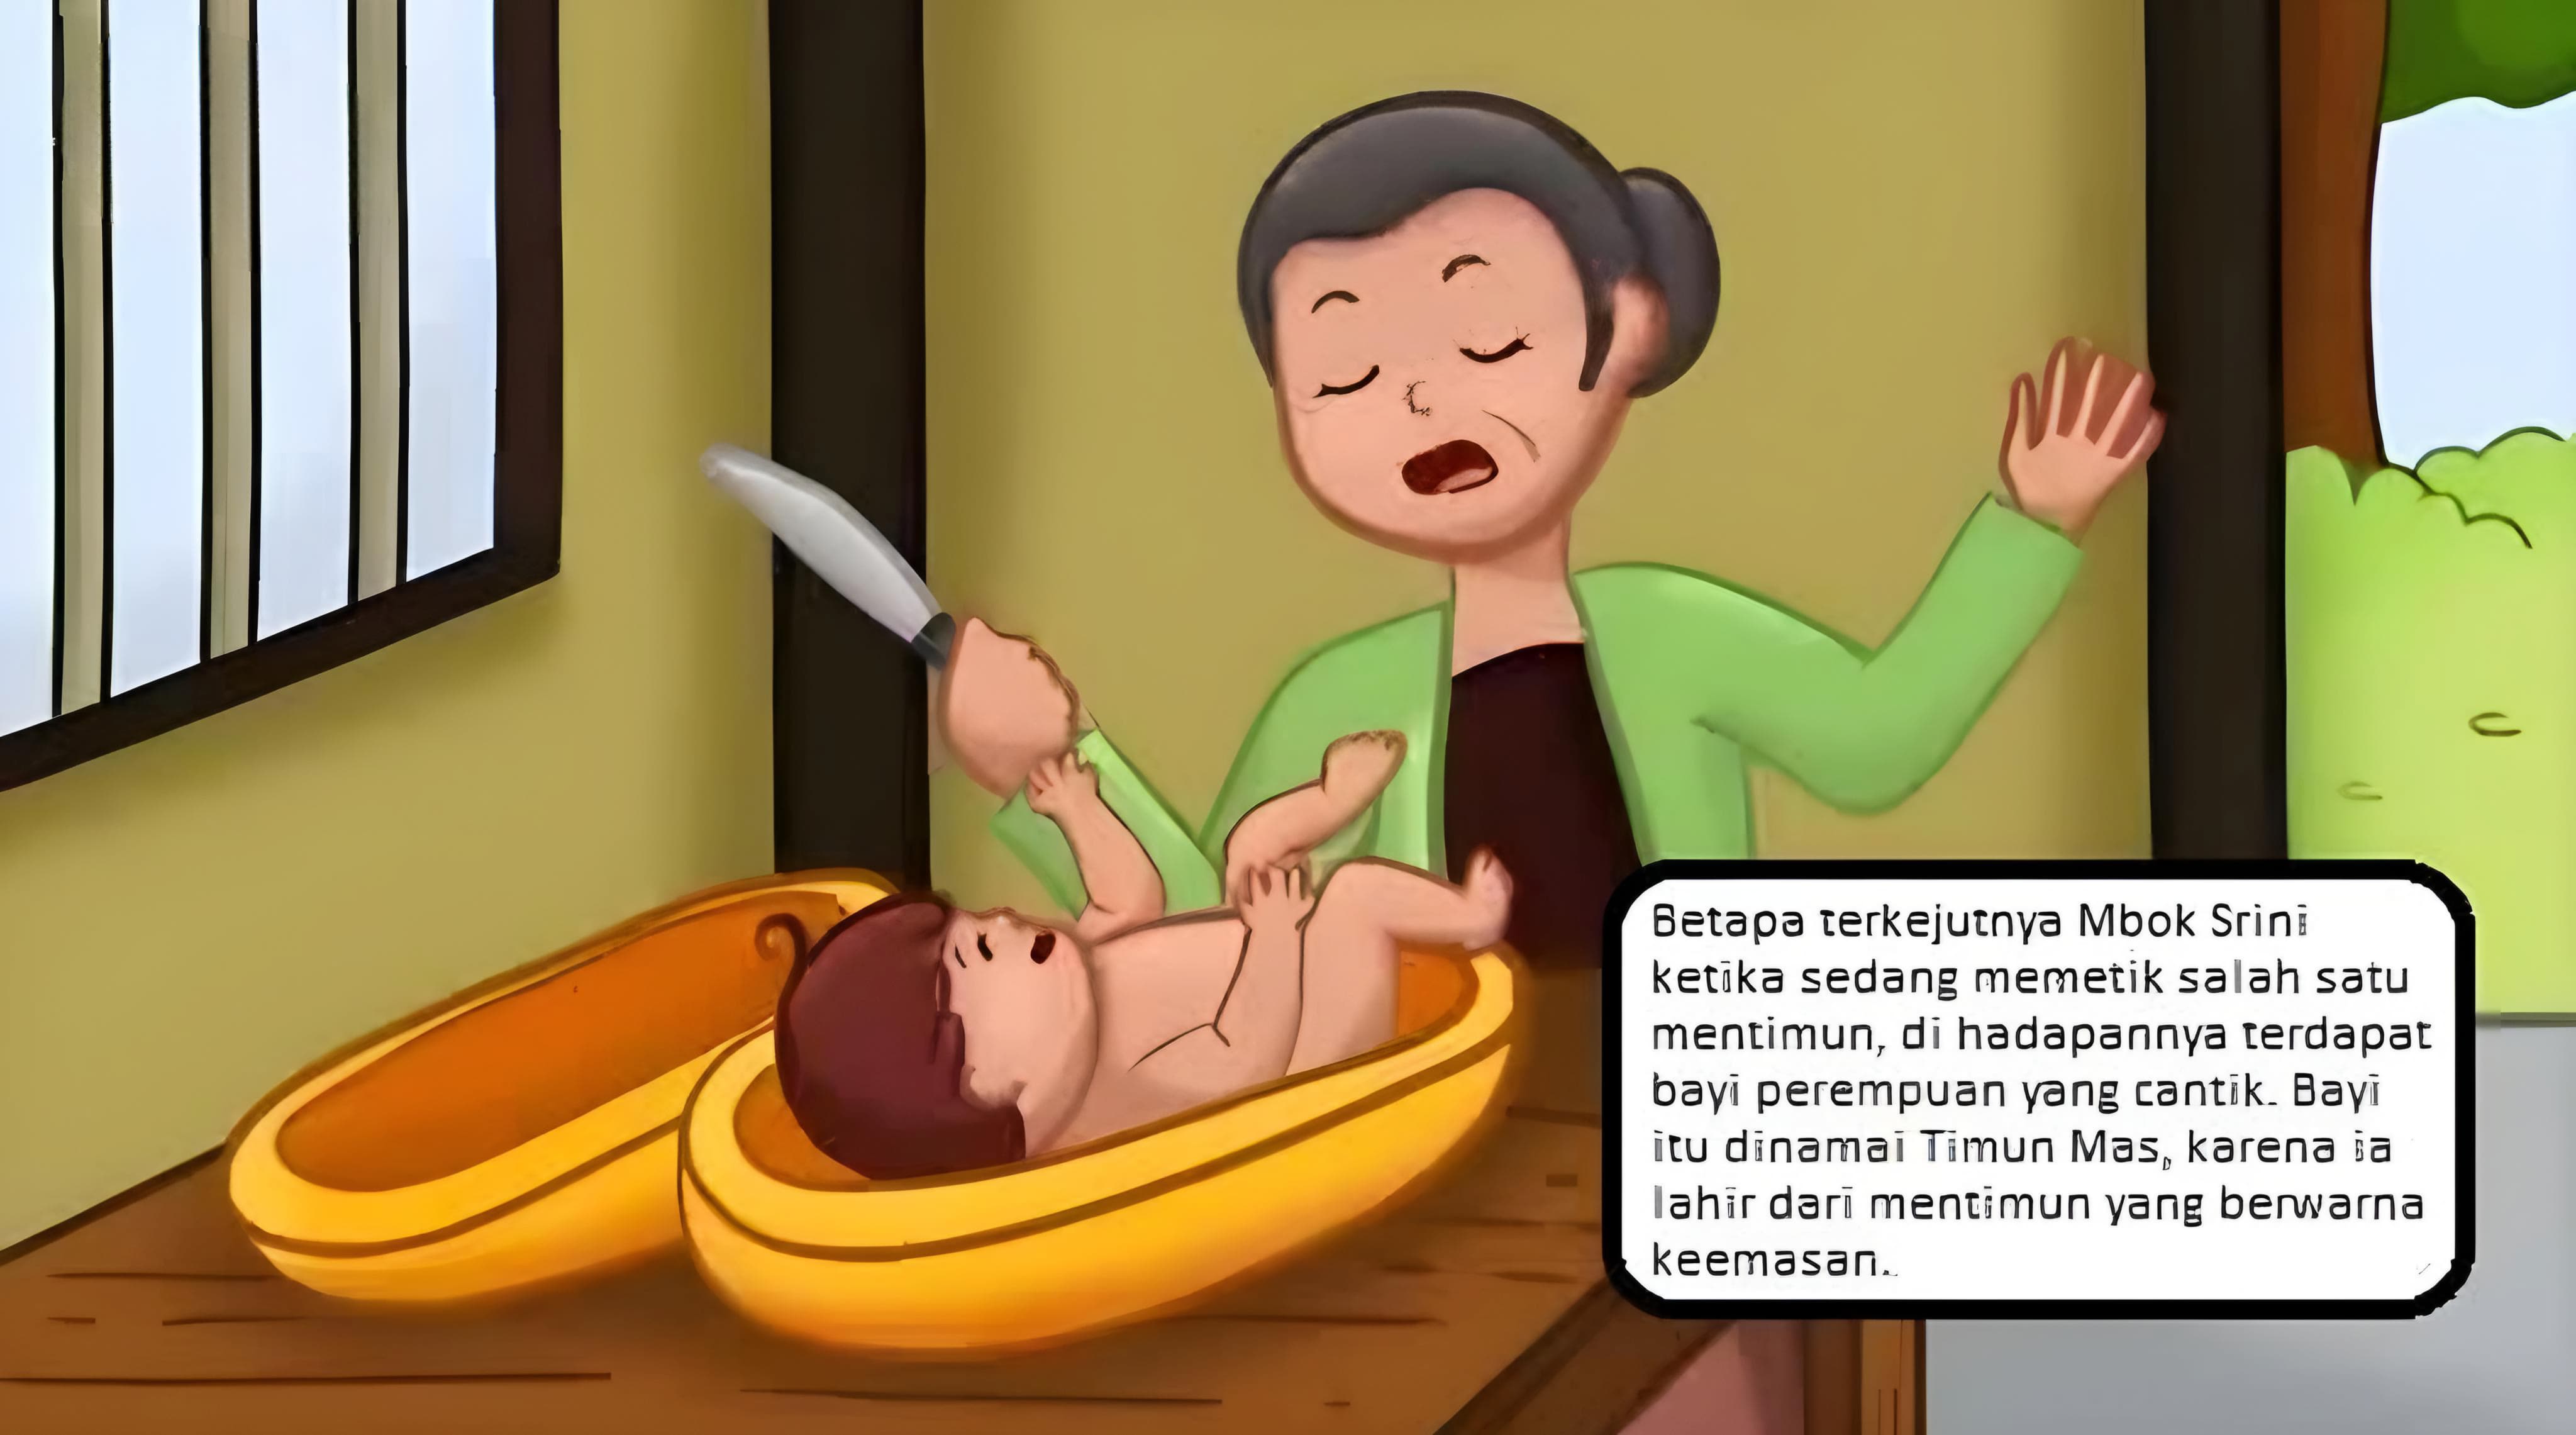 Betapa terkejutnya Mbok Srini
ketika sedang memetik salah satu
mentimun, di hadapannya terdapat
bayi perempuan yang cantik. Bayi
itu dinamai Timun Mas, karena ia
lahir dari mentimun yang berwarna
keemasan.